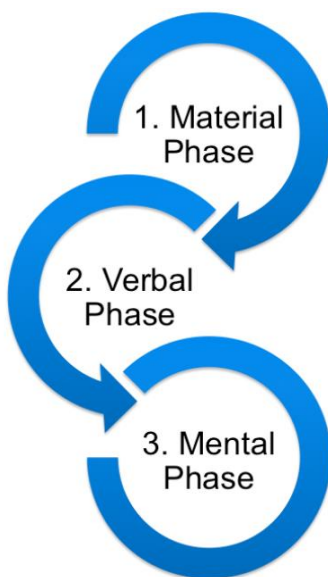 1. Material
Phase
2. Verbal
Phase
3. Mental
Phase